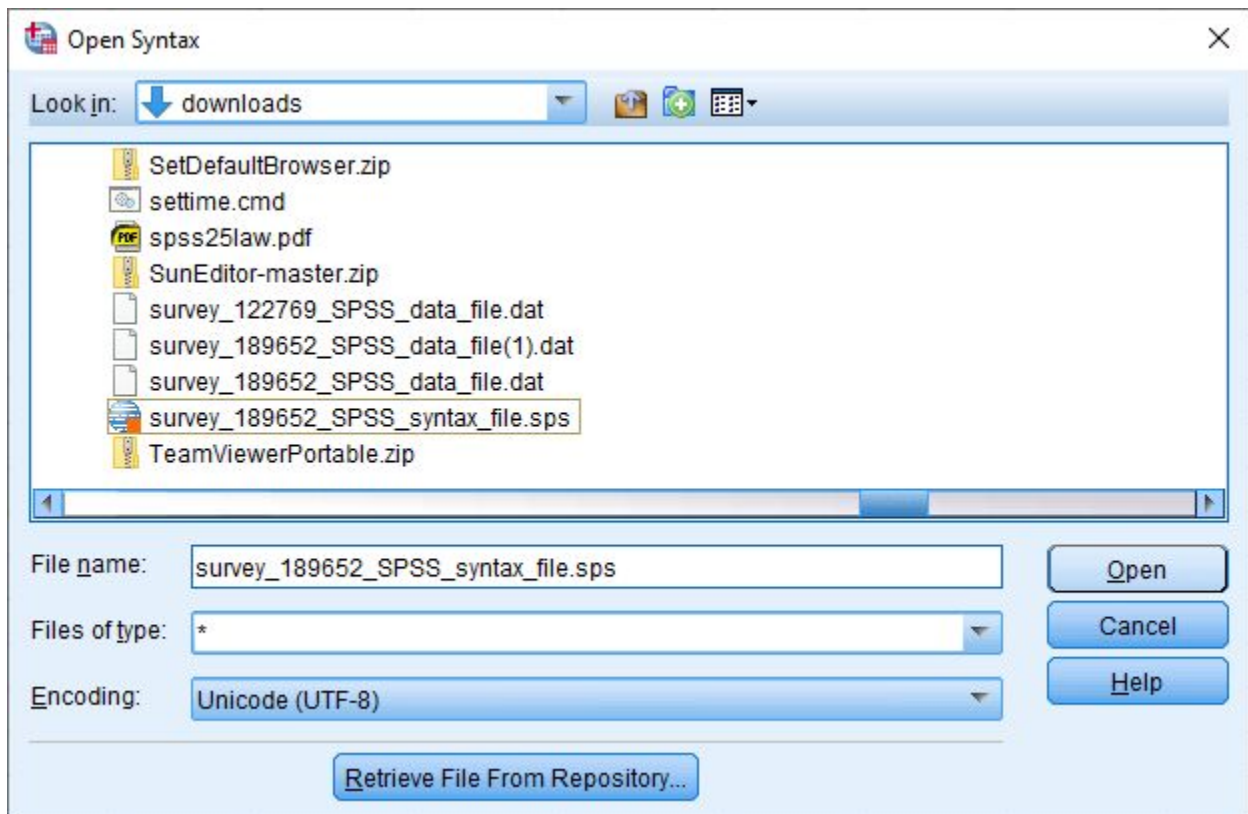 Open Syntax
Look in: downloads
SetDefaultBrowser.zip
settime.cmd
PDF spss25law.pdf
SunEditor-master.zip
survey_122769_SPSS_data_file.dat
survey_189652_SPSS_data_file(1).dat
survey_189652_SPSS_data_file.dat
survey_189652_SPSS_syntax_file.sps
TeamViewerPortable.zip
File name: survey_189652_SPSS_syntax_file.sps Open
Files of type: * Cancel
Encoding: Unicode (UTF-8) Help
Retrieve File From Repository...